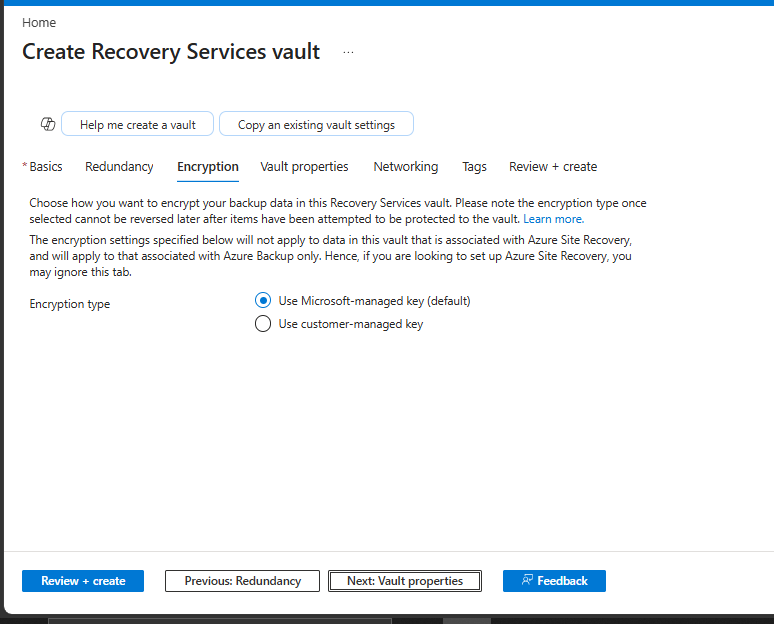 Home
Create Recovery Services vault ...
Help me create a vault Copy an existing vault settings
* Basics Redundancy Encryption Vault properties Networking Tags Review + create
Choose how you want to encrypt your backup data in this Recovery Services vault. Please note the encryption type once
selected cannot be reversed later after items have been attempted to be protected to the vault. Learn more.
The encryption settings specified below will not apply to data in this vault that is associated with Azure Site Recovery,
and will apply to that associated with Azure Backup only. Hence, if you are looking to set up Azure Site Recovery, you
may ignore this tab.
Encryption type
Use Microsoft-managed key (default)
Use customer-managed key
Review + create Previous: Redundancy Next: Vault properties Feedback